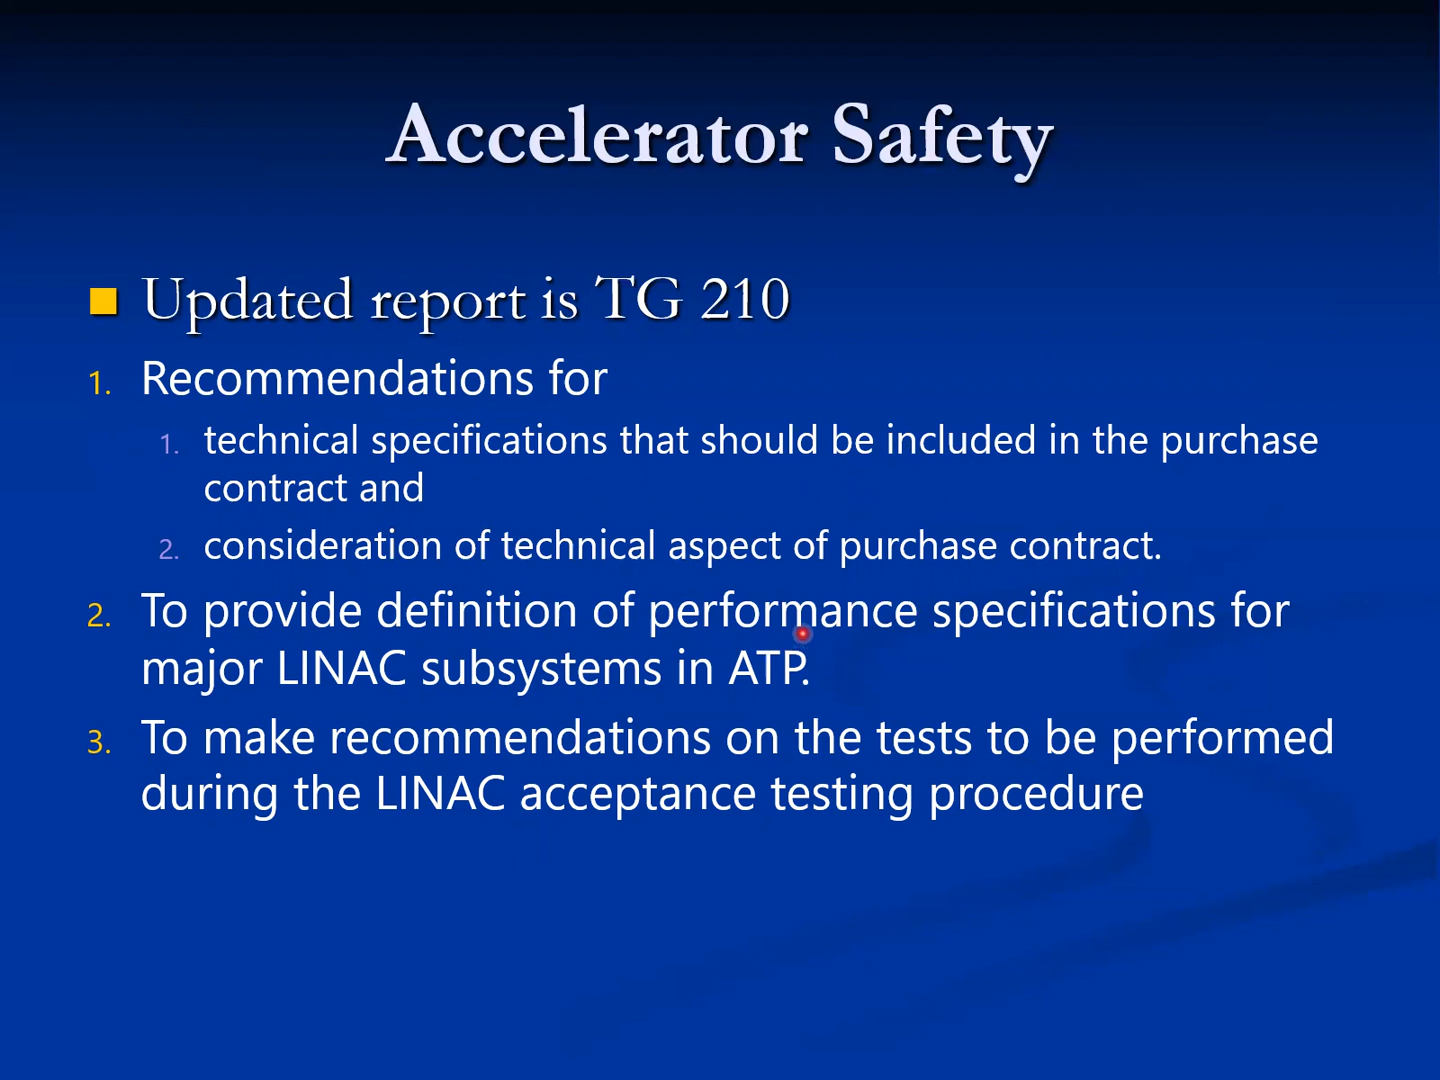 Accelerator Safety
Updated report is TG 210
1. Recommendations for
1. technical specifications that should be included in the purchase
contract and
2. consideration of technical aspect of purchase contract.
2. To provide definition of performance specifications for
major LINAC subsystems in ATP.
3. To make recommendations on the tests to be performed
during the LINAC acceptance testing procedure